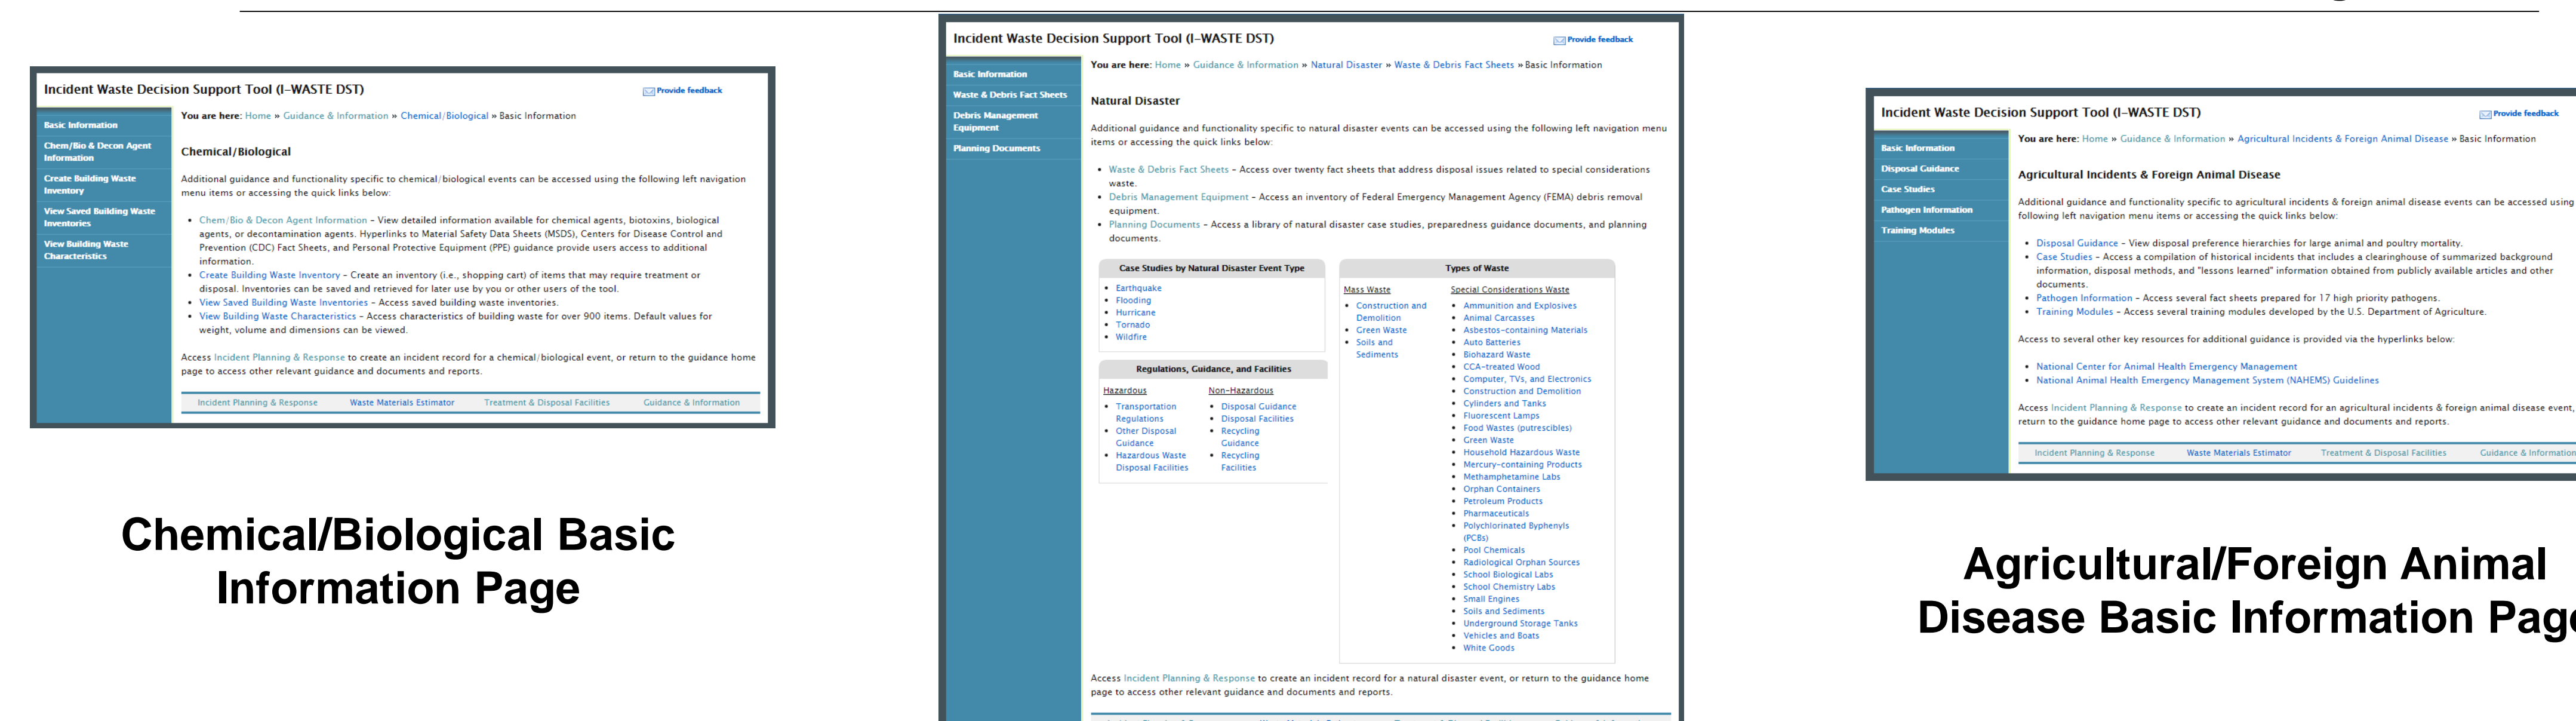 Incident Waste Decision Support Tool (I-WASTE DST)
Provide feedback
Basic Information
Chem/Bio & Decon Agent
Information
Create Building Waste
Inventory
View Saved Building Waste
Inventories
View Building Waste
Characteristics
You are here: Home » Guidance & Information » Chemical/Biological » Basic Information
Chemical/Biological
Additional guidance and functionality specific to chemical/biological events can be accessed using the following left navigation
menu items or accessing the quick links below:
• Chem/Bio & Decon Agent Information – View detailed information available for chemical agents, biotoxins, biological
agents, or decontamination agents. Hyperlinks to Material Safety Data Sheets (MSDS), Centers for Disease Control and
Prevention (CDC) Fact Sheets, and Personal Protective Equipment (PPE) guidance provide users access to additional
information.
• Create Building Waste Inventory – Create an inventory (i.e., shopping cart) of items that may require treatment or
disposal. Inventories can be saved and retrieved for later use by you or other users of the tool.
• View Saved Building Waste Inventories – Access saved building waste inventories.
• View Building Waste Characteristics – Access characteristics of building waste for over 900 items. Default values for
weight, volume and dimensions can be viewed.
Access Incident Planning & Response to create an incident record for a chemical/biological event, or return to the guidance home
page to access other relevant guidance and documents and reports.
Incident Planning & Response Waste Materials Estimator Treatment & Disposal Facilities Guidance & Information
Chemical/Biological Basic
Information Page
Incident Waste Decision Support Tool (I-WASTE DST)
Provide feedback
Basic Information
Waste & Debris Fact Sheets
Debris Management
Equipment
Planning Documents
You are here: Home » Guidance & Information » Natural Disaster » Waste & Debris Fact Sheets » Basic Information
Natural Disaster
Additional guidance and functionality specific to natural disaster events can be accessed using the following left navigation menu
items or accessing the quick links below:
• Waste & Debris Fact Sheets – Access over twenty fact sheets that address disposal issues related to special considerations
waste.
• Debris Management Equipment – Access an inventory of Federal Emergency Management Agency (FEMA) debris removal
equipment.
• Planning Documents – Access a library of natural disaster case studies, preparedness guidance documents, and planning
documents.
Case Studies by Natural Disaster Event Type
• Earthquake
• Flooding
• Hurricane
• Tornado
• Wildfire
Regulations, Guidance, and Facilities
Hazardous
• Transportation
Regulations
• Other Disposal
Guidance
• Hazardous Waste
Disposal Facilities
Non-Hazardous
• Disposal Guidance
• Disposal Facilities
• Recycling
Guidance
• Recycling
Facilities
Types of Waste
Mass Waste
• Construction and
Demolition
• Green Waste
• Soils and
Sediments
Special Considerations Waste
• Ammunition and Explosives
• Animal Carcasses
• Asbestos-containing Materials
• Auto Batteries
• Biohazard Waste
• CCA-treated Wood
• Computer, TVs, and Electronics
• Construction and Demolition
• Cylinders and Tanks
• Fluorescent Lamps
• Food Wastes (putrescibles)
• Green Waste
• Household Hazardous Waste
• Mercury-containing Products
• Methamphetamine Labs
• Orphan Containers
• Petroleum Products
• Pharmaceuticals
• Polychlorinated Byphenyls
(PCBs)
• Pool Chemicals
• Radiological Orphan Sources
• School Biological Labs
• School Chemistry Labs
• Small Engines
• Soils and Sediments
• Underground Storage Tanks
• Vehicles and Boats
• White Goods
Access Incident Planning & Response to create an incident record for a natural disaster event, or return to the guidance home
page to access other relevant guidance and documents and reports.
Incident Waste Decision Support Tool (I-WASTE DST)
Provide feedback
Basic Information
Disposal Guidance
Case Studies
Pathogen Information
Training Modules
You are here: Home » Guidance & Information » Agricultural Incidents & Foreign Animal Disease » Basic Information
Agricultural Incidents & Foreign Animal Disease
Additional guidance and functionality specific to agricultural incidents & foreign animal disease events can be accessed using
following left navigation menu items or accessing the quick links below:
• Disposal Guidance – View disposal preference hierarchies for large animal and poultry mortality.
• Case Studies – Access a compilation of historical incidents that includes a clearinghouse of summarized background
information, disposal methods, and "lessons learned" information obtained from publicly available articles and other
documents.
• Pathogen Information – Access several fact sheets prepared for 17 high priority pathogens.
• Training Modules – Access several training modules developed by the U.S. Department of Agriculture.
Access to several other key resources for additional guidance is provided via the hyperlinks below:
• National Center for Animal Health Emergency Management
• National Animal Health Emergency Management System (NAHEMS) Guidelines
Access Incident Planning & Response to create an incident record for an agricultural incidents & foreign animal disease event,
return to the guidance home page to access other relevant guidance and documents and reports.
Incident Planning & Response Waste Materials Estimator Treatment & Disposal Facilities Guidance & Information
Agricultural/Foreign Animal
Disease Basic Information Page